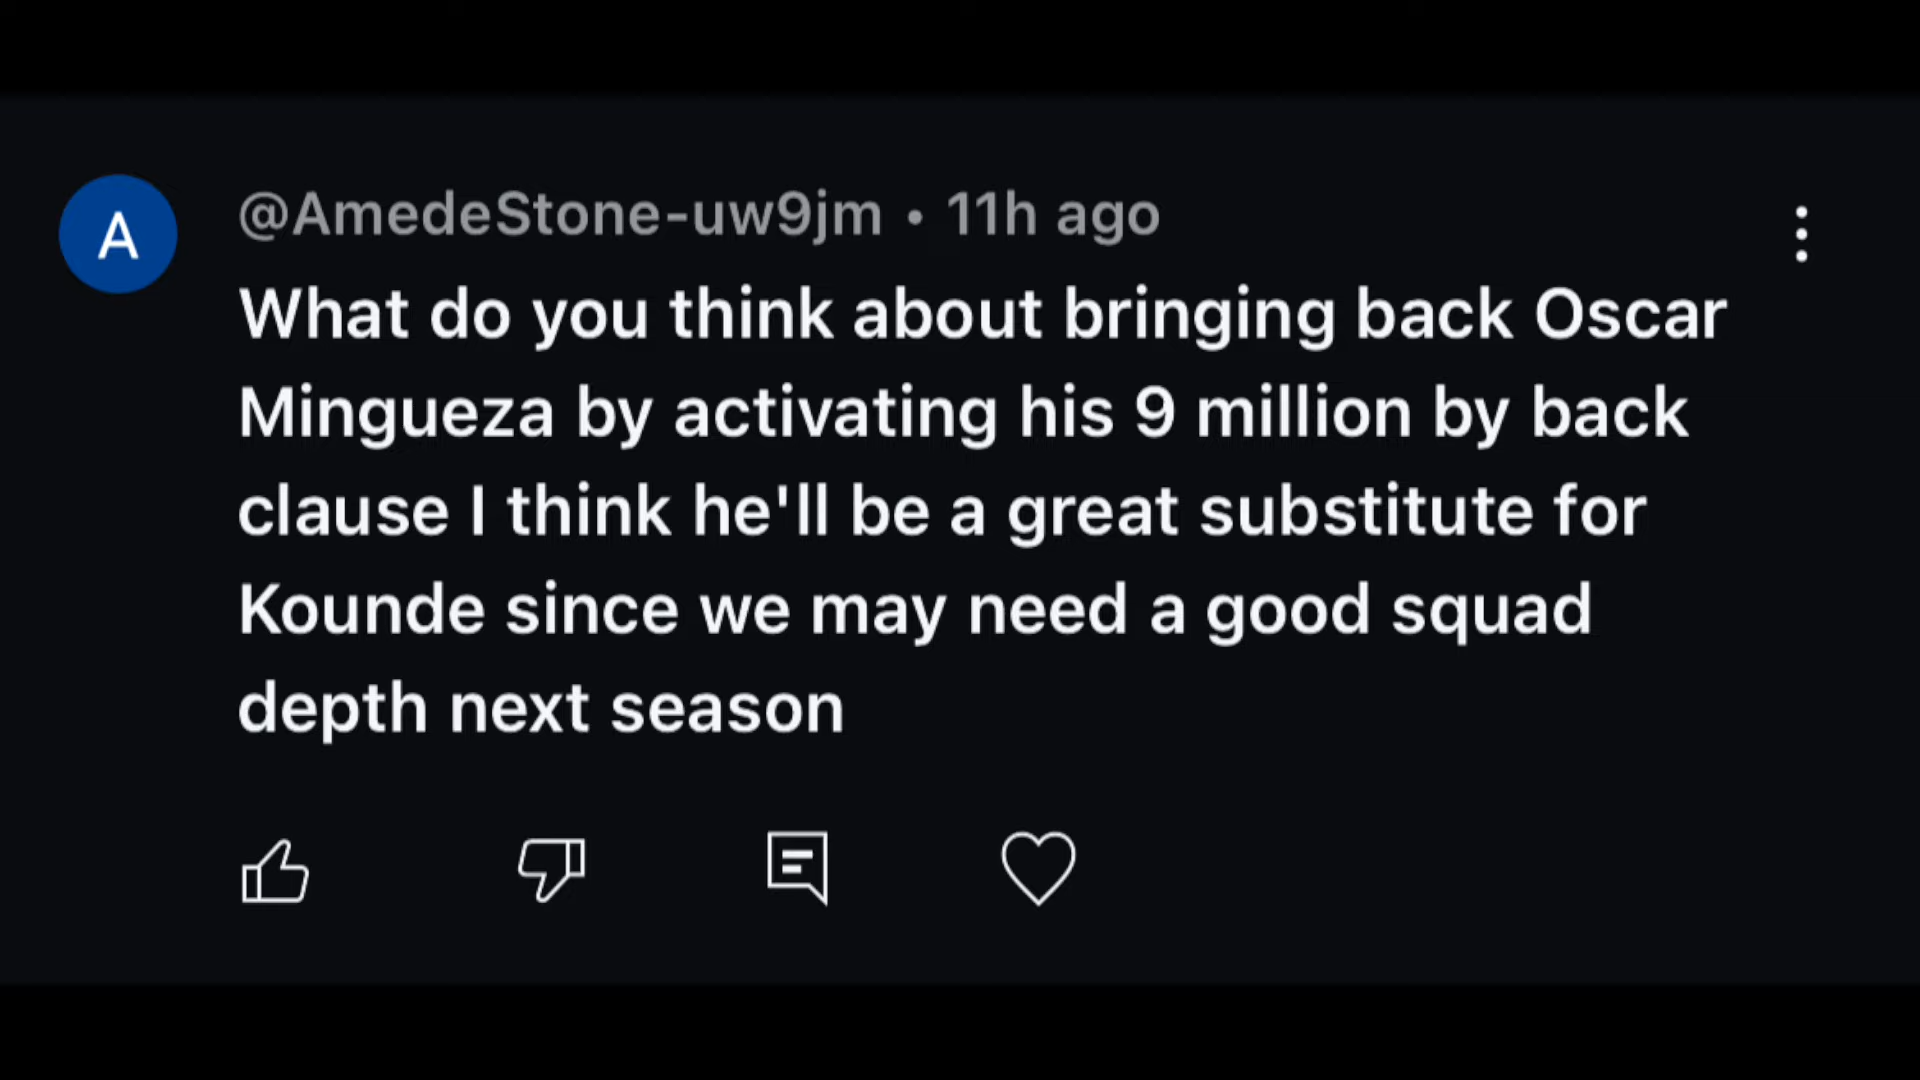 A
@AmedeStone-uw9jm • 11h ago
What do you think about bringing back Oscar
Mingueza by activating his 9 million by back
clause I think he'll be a great substitute for
Kounde since we may need a good squad
depth next season